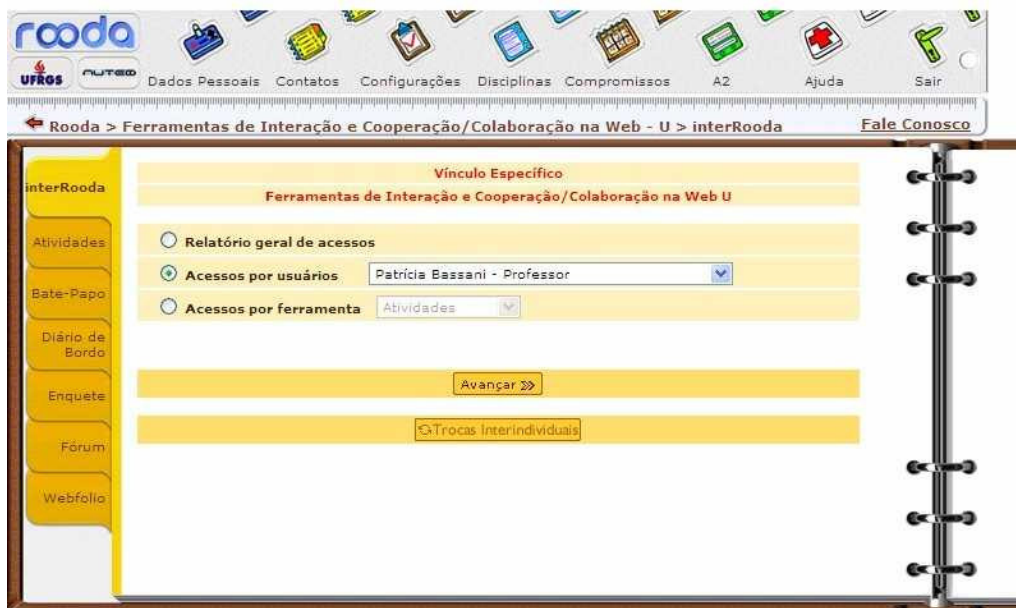 rooda
UFRGS NUTED
Dados Pessoais Contatos Configurações Disciplinas Compromissos A2 Ajuda Sair
Rooda > Ferramentas de Interação e Cooperação/Colaboração na Web - U > interRooda Fale Conosco
interRooda
Atividades
Bate-Papo
Diário de
Bordo
Enquete
Fórum
Webfolio
Vínculo Específico
Ferramentas de Interação e Cooperação/Colaboração na Web U
Relatório geral de acessos
Acessos por usuários Patrícia Bassani - Professor
Acessos por ferramenta Atividades
Avançar
Trocas Interindividuais